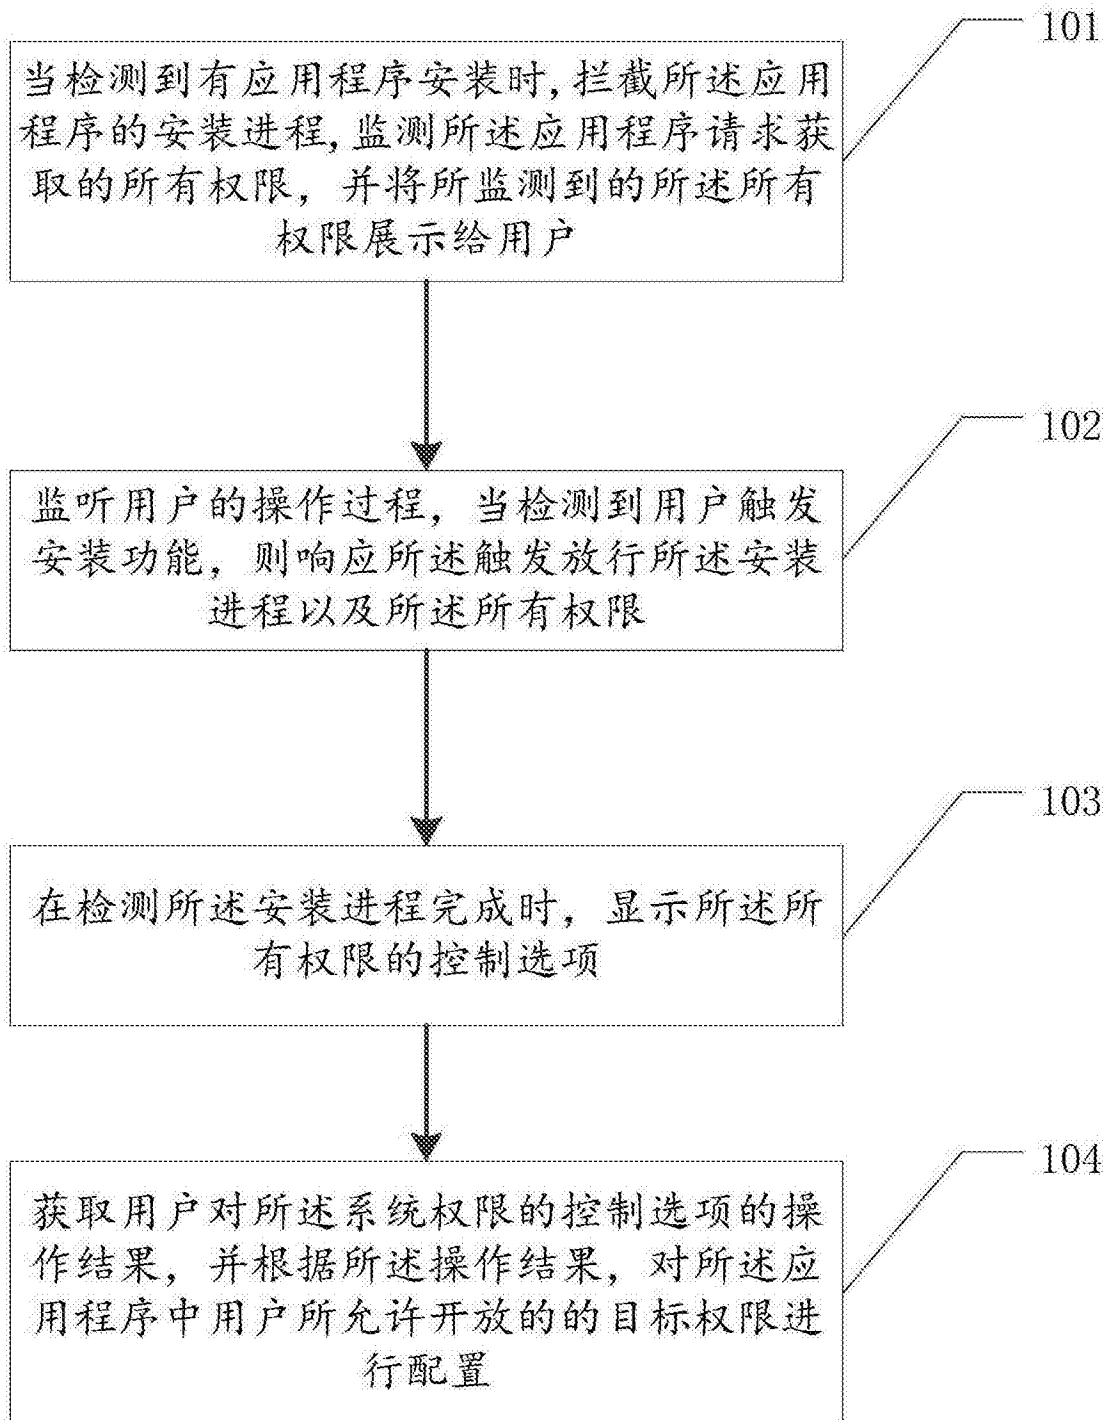 101
当检测到有应用程序安装时,拦截所述应用
程序的安装进程,监测所述应用程序请求获
取的所有权限，并将所监测到的所述所有
权限展示给用户
102
监听用户的操作过程，当检测到用户触发
安装功能，则响应所述触发放行所述安装
进程以及所述所有权限
103
在检测所述安装进程完成时，显示所述所
有权限的控制选项
104
获取用户对所述系统权限的控制选项的操
作结果，并根据所述操作结果，对所述应
用程序中用户所允许开放的的目标权限进
行配置